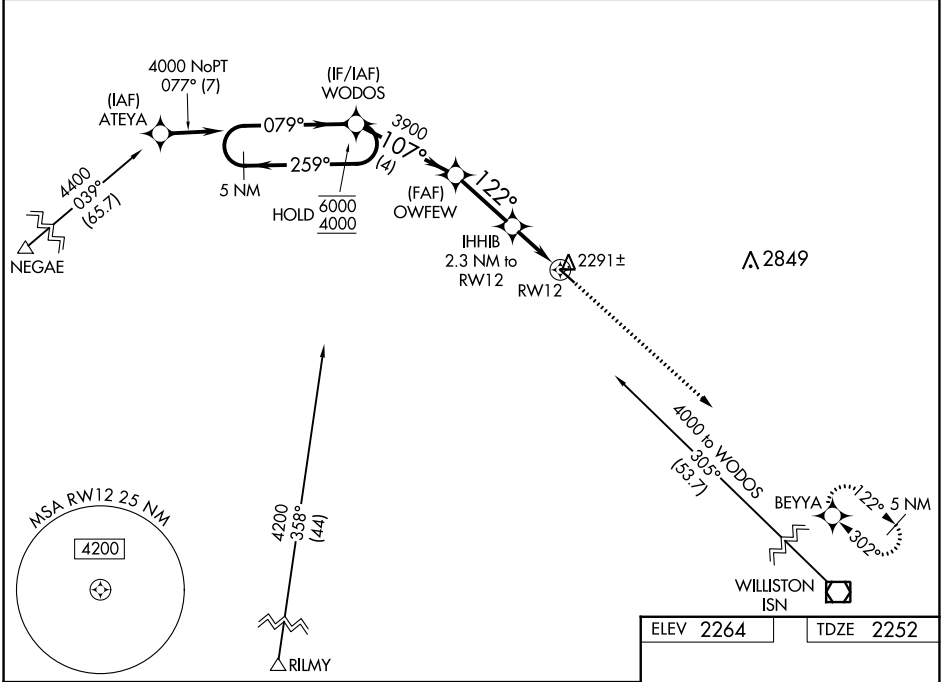 4000 NoPT
077° (7)
(IAF)
ATEYA
(IF/IAF)
WODOS
079°
259°
5 NM
HOLD
6000
4000
3900
107°
(4)
(FAF)
OWFEW
122°
IHHIB
2.3 NM to
RW12
RW12
2291±
2849
4400
039°
(65.7)
NEGAE
4200
358°
(44)
RILMY
MSA RW12 25 NM
4200
4000 to WODOS
305°
(53.7)
BEYYA
122°
302°
5 NM
WILLISTON
ISN
ELEV 2264
TDZE 2252